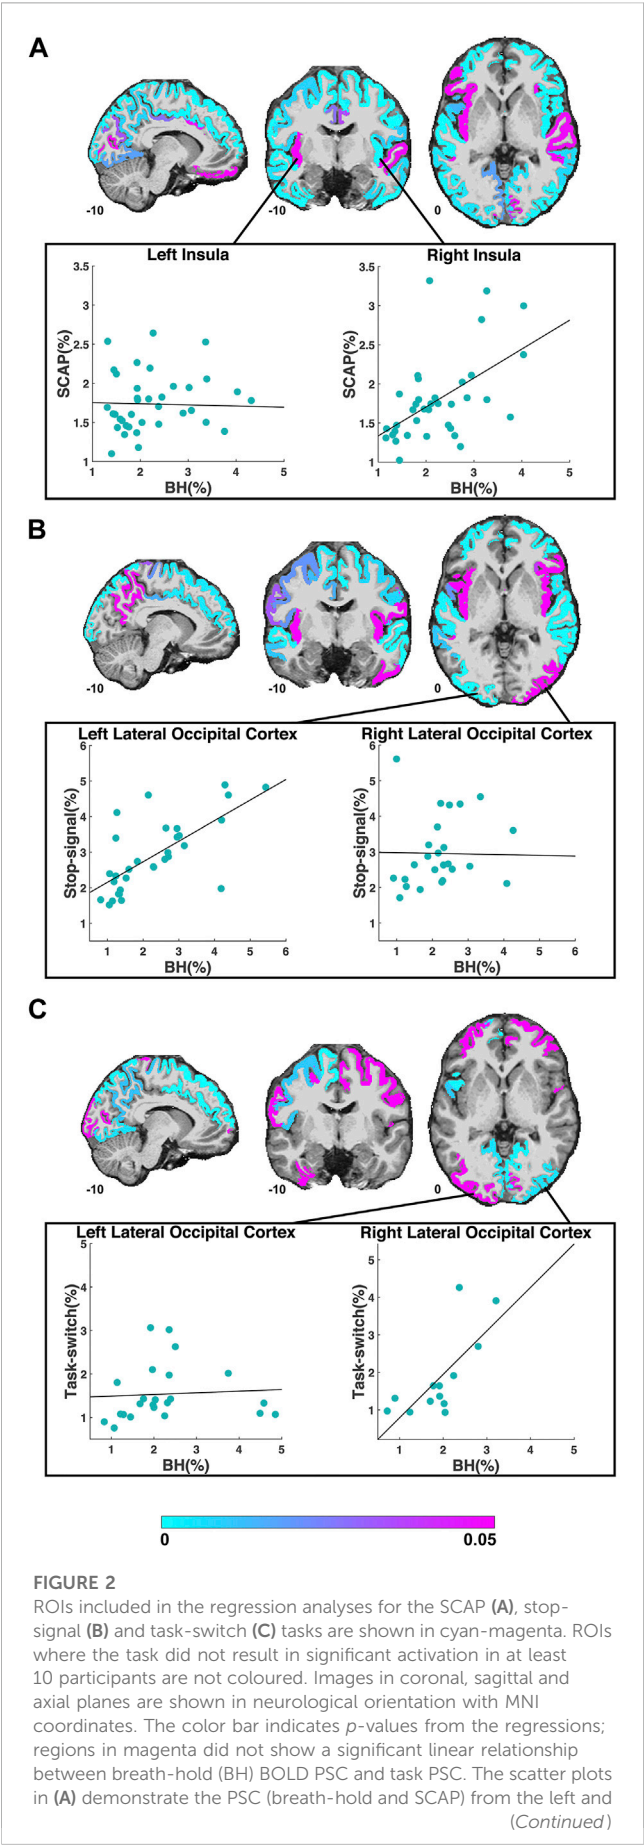 A
-10
-10
0
Left Insula
Right Insula
3.5
3
2.5
2
1.5
1
SCAP(%)
1
2
3
4
5
BH(%)
3.5
3
2.5
2
1.5
1
SCAP(%)
1
2
3
4
5
BH(%)
B
-10
-10
0
Left Lateral Occipital Cortex
Right Lateral Occipital Cortex
6
5
4
3
2
1
Stop-signal(%)
1
2
3
4
5
6
BH(%)
6
5
4
3
2
1
Stop-signal(%)
1
2
3
4
5
6
BH(%)
C
-10
-10
0
Left Lateral Occipital Cortex
Right Lateral Occipital Cortex
5
4
3
2
1
Task-switch(%)
1
2
3
4
5
BH(%)
5
4
3
2
1
Task-switch(%)
1
2
3
4
5
BH(%)
0
0.05
FIGURE 2
ROIs included in the regression analyses for the SCAP (A), stop-
signal (B) and task-switch (C) tasks are shown in cyan-magenta. ROIs
where the task did not result in significant activation in at least
10 participants are not coloured. Images in coronal, sagittal and
axial planes are shown in neurological orientation with MNI
coordinates. The color bar indicates p-values from the regressions;
regions in magenta did not show a significant linear relationship
between breath-hold (BH) BOLD PSC and task PSC. The scatter plots
in (A) demonstrate the PSC (breath-hold and SCAP) from the left and
(Continued)